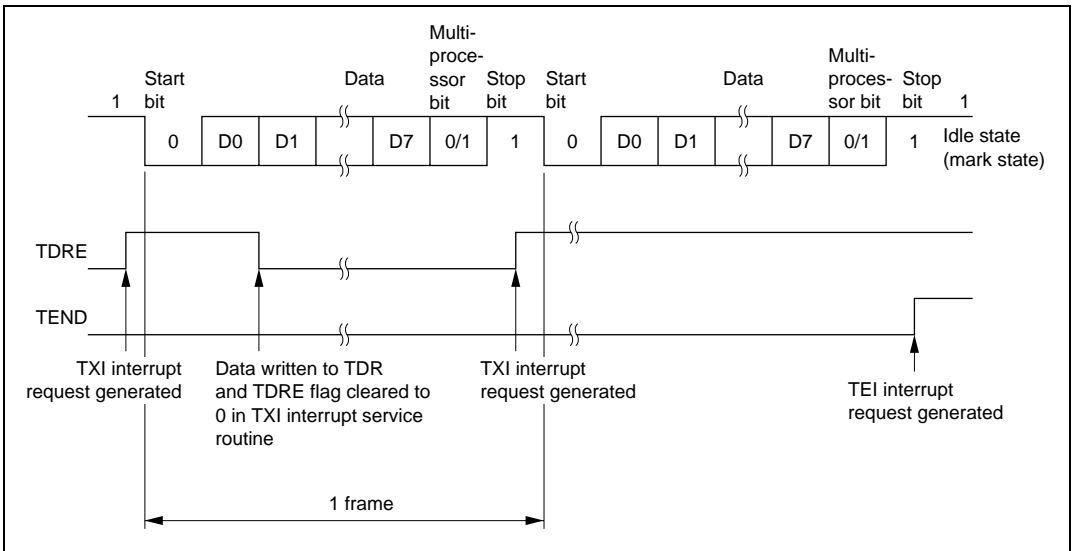 1
Start
bit
Data
Multi-
proce-
ssor
bit
Stop
bit
Start
bit
Data
Multi-
proces-
sor bit
Stop
bit
1
0
D0
D1
D7
0/1
1
0
D0
D1
D7
0/1
1
Idle state
(mark state)
TDRE
TEND
TXI interrupt
request generated
Data written to TDR
and TDRE flag cleared to
0 in TXI interrupt service
routine
TXI interrupt
request generated
TEI interrupt
request generated
1 frame